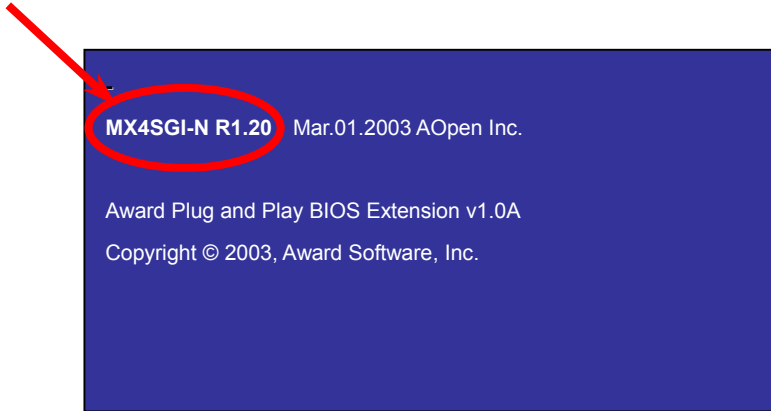 MX4SGI-N R1.20 Mar.01.2003 AOpen Inc.
Award Plug and Play BIOS Extension v1.0A
Copyright © 2003, Award Software, Inc.